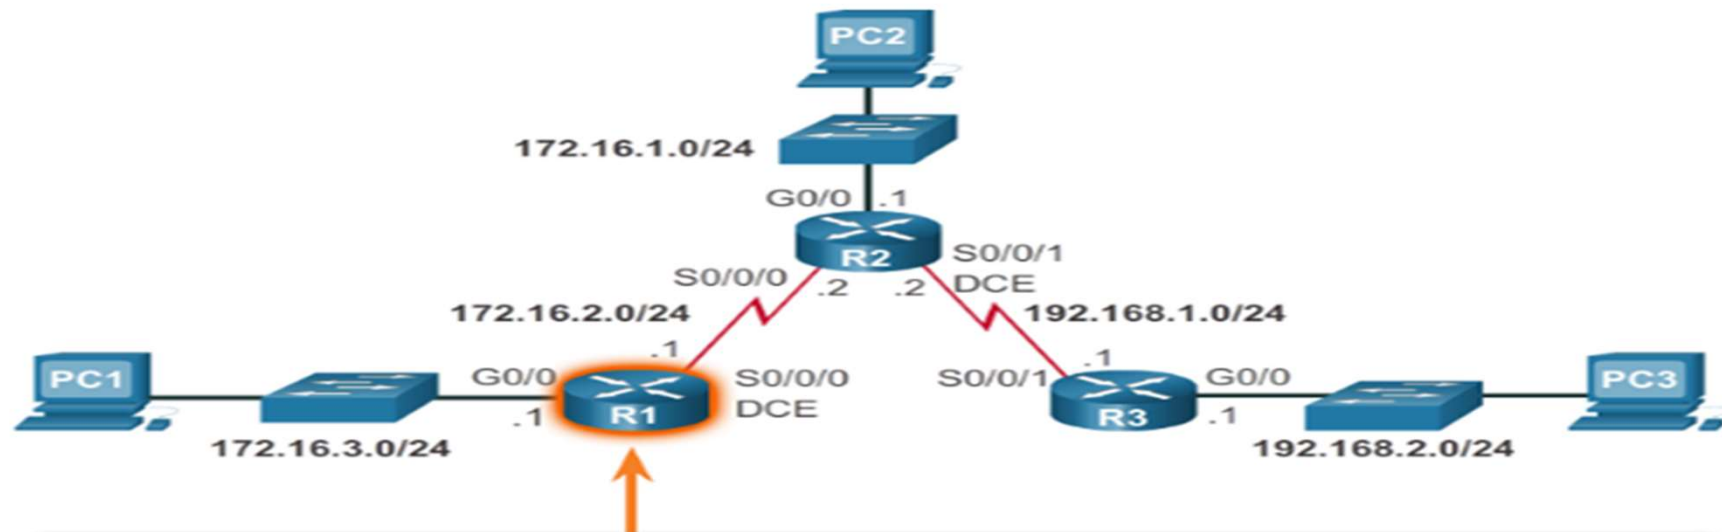 PC2
172.16.1.0/24
G0/0 .1
R2
S0/0/1
DCE
S0/0/0
.2 .2
172.16.2.0/24
192.168.1.0/24
.1
.1
PC1
G0/0
.1
R1
S0/0/0
DCE
S0/0/1
R3
G0/0
.1
PC3
172.16.3.0/24
192.168.2.0/24